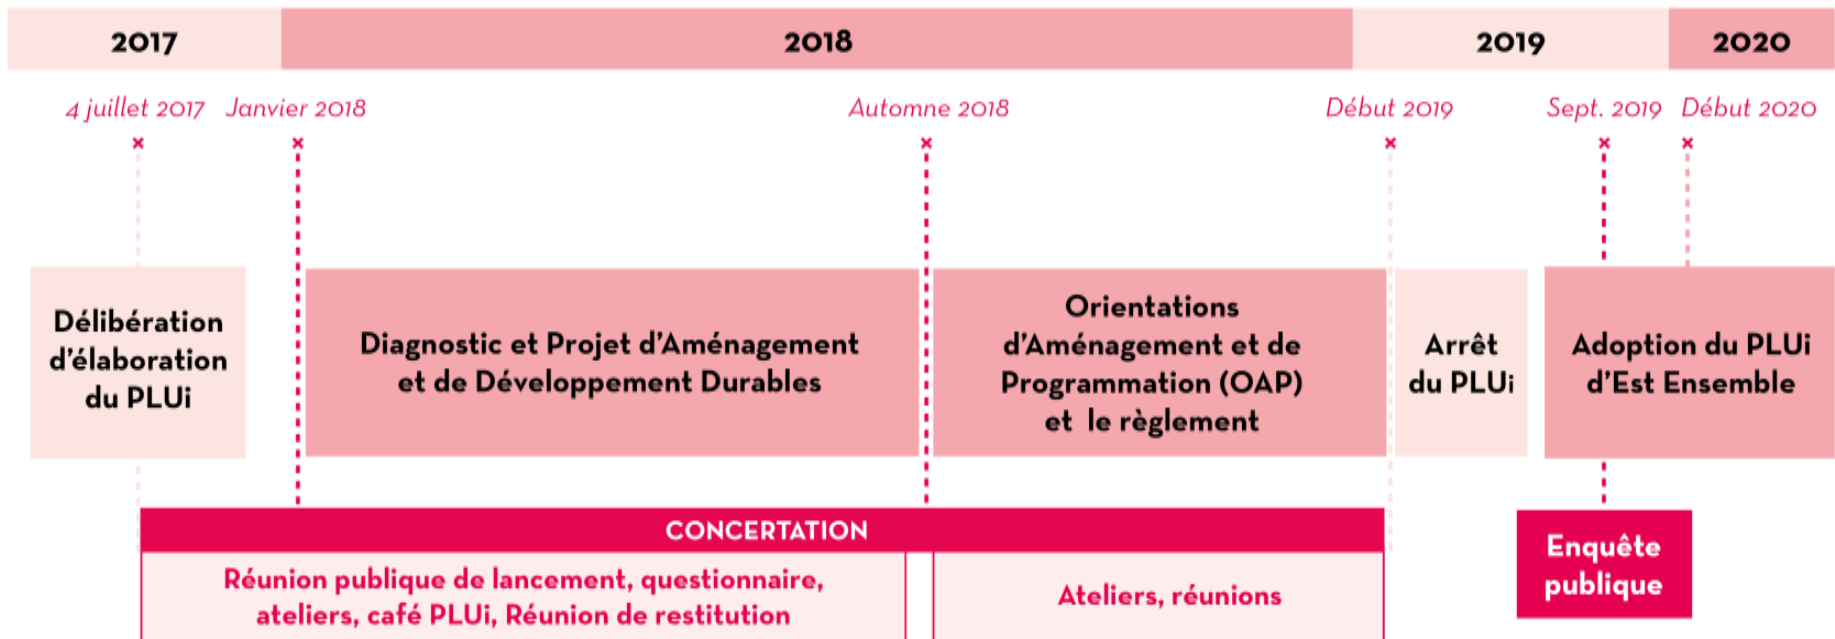 2017
2018
2019
2020
4 juillet 2017
Janvier 2018
Automne 2018
Début 2019
Sept. 2019
Début 2020
Délibération
d'élaboration
du PLUi
Diagnostic et Projet d'Aménagement
et de Développement Durables
Orientations
d'Aménagement et de
Programmation (OAP)
et le règlement
Arrêt
du PLUi
Adoption du PLUi
d'Est Ensemble
CONCERTATION
Réunion publique de lancement, questionnaire,
ateliers, café PLUi, Réunion de restitution
Ateliers, réunions
Enquête
publique